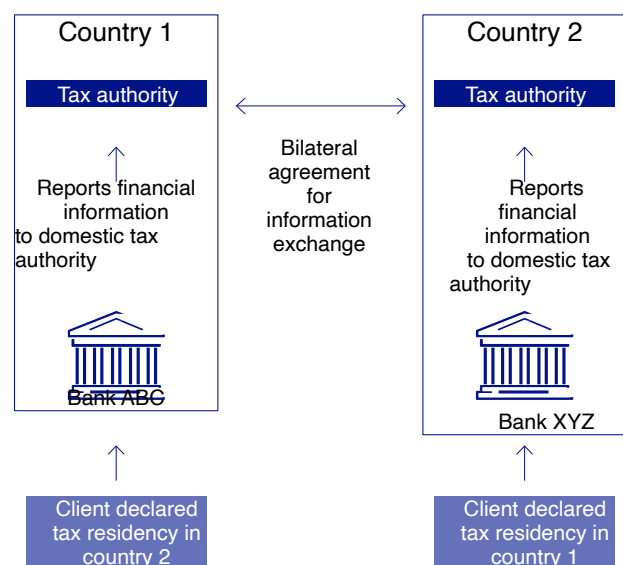 Country 1
Tax authority
Reports financial
information
to domestic tax
authority
Bank ABC
Client declared
tax residency in
country 2
Bilateral
agreement
for
information
exchange
Country 2
Tax authority
Reports
financial
information
to domestic tax
authority
Bank XYZ
Client declared
tax residency in
country 1